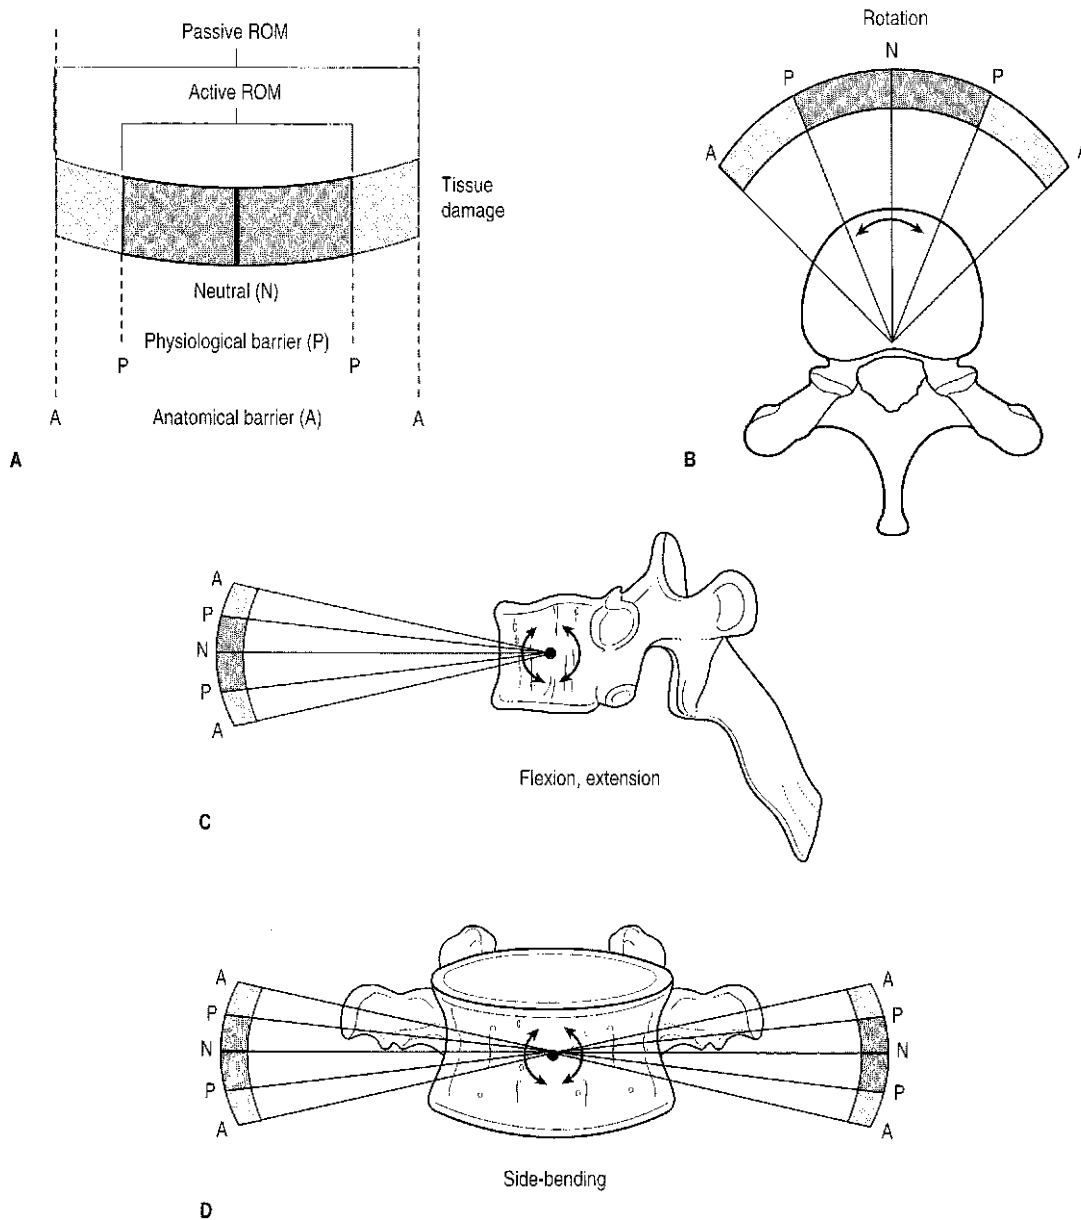 Passive ROM
Active ROM
Tissue
damage
Neutral (N)
Physiological barrier (P)
P P
A Anatomical barrier (A) A
A
Rotation
N
P P
A A
B
A
P
N
P
A
Flexion, extension
C
A A
P P
N N
P P
A A
Side-bending
D